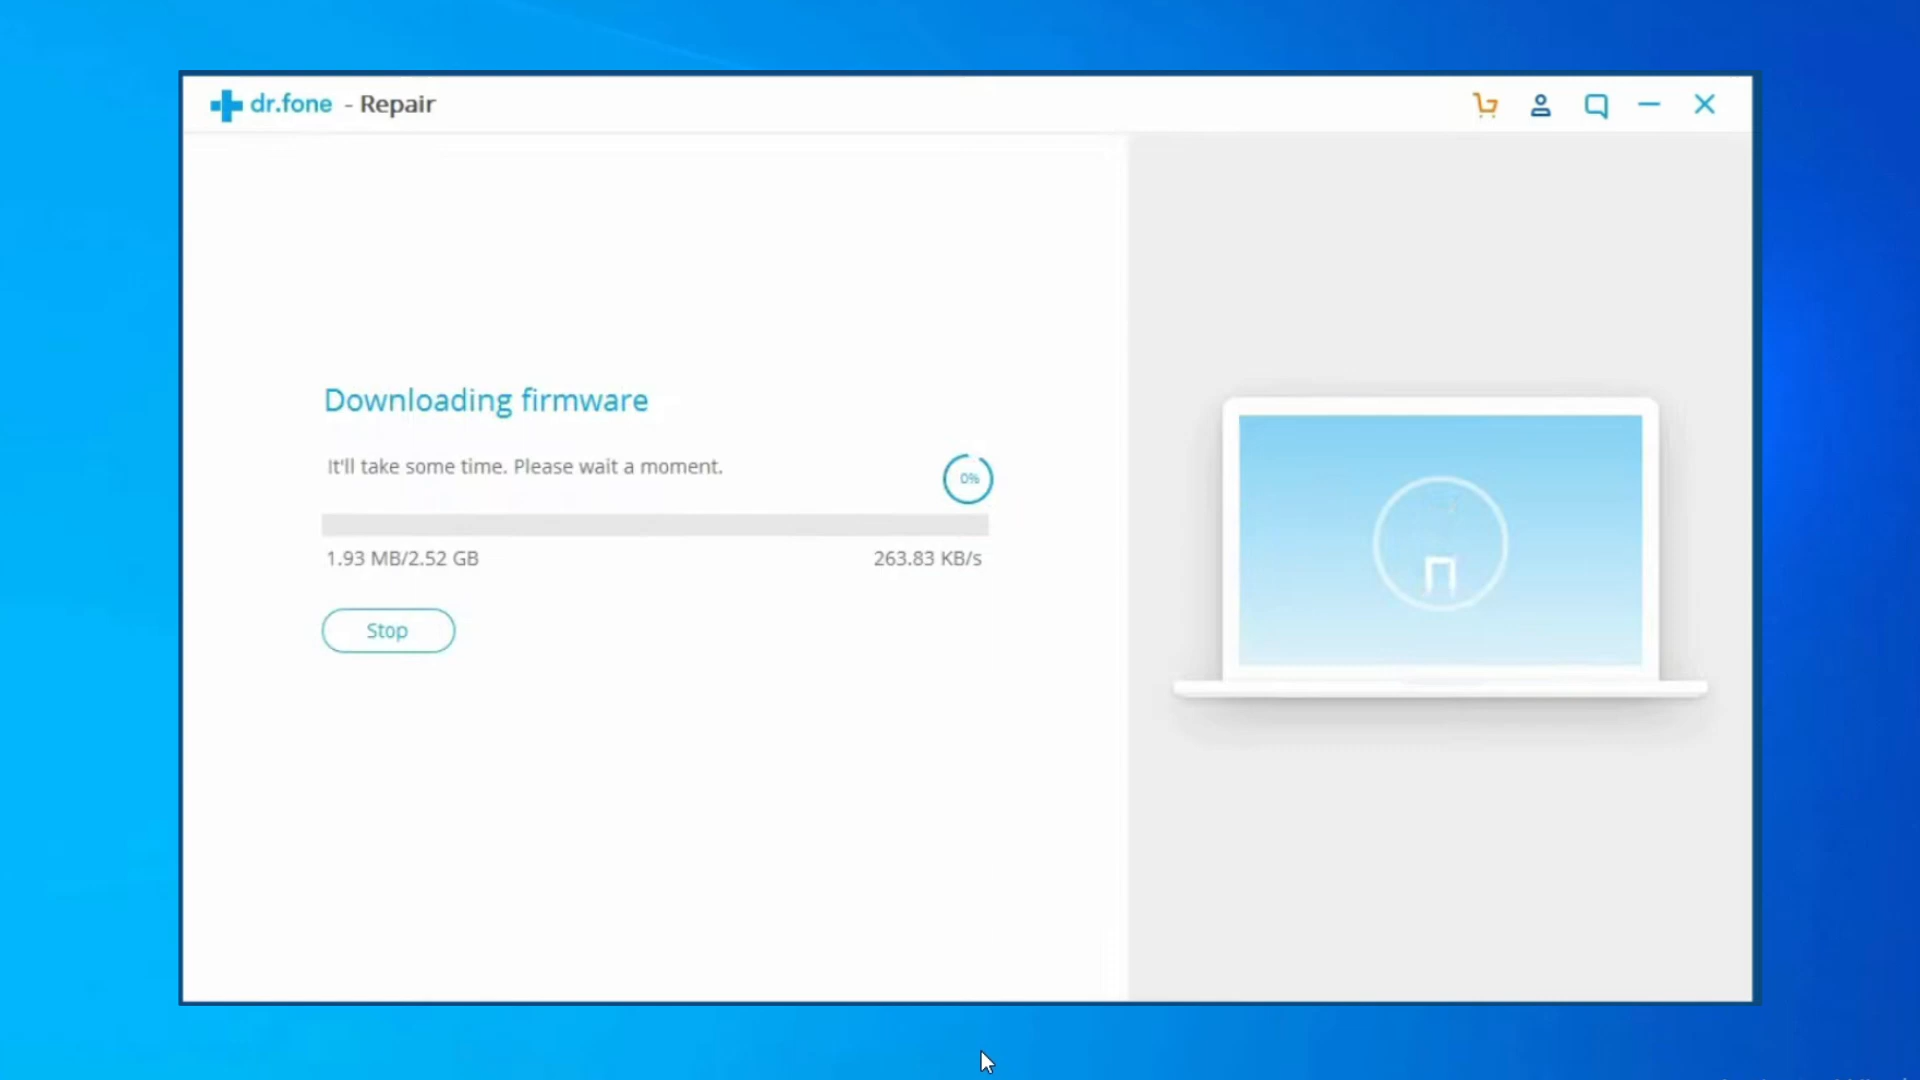 dr.fone - Repair
Downloading firmware
It'll take some time. Please wait a moment.
0%
1.93 MB/2.52 GB
263.83 KB/s
Stop